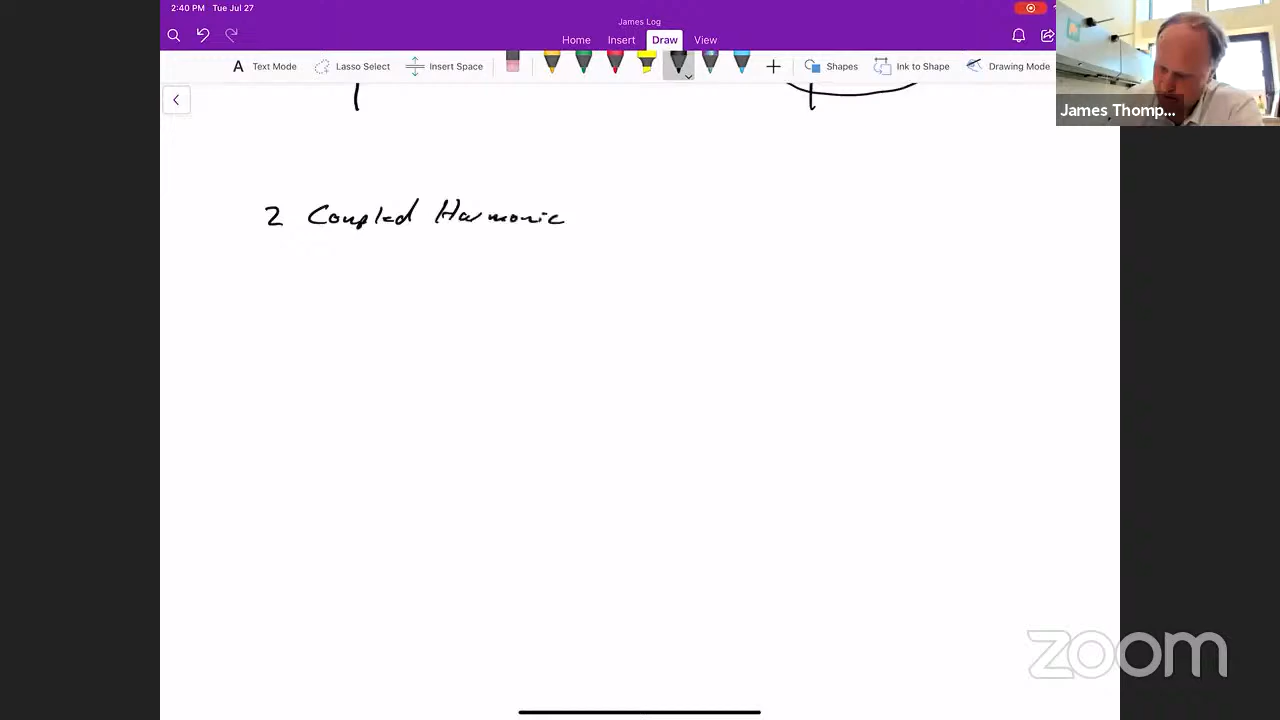 2:40 PM Tue Jul 27
James Log
Home Insert Draw View
A Text Mode Lasso Select Insert Space Shapes Ink to Shape Drawing Mode
James Thomp...
2 Coupled Harmonic
zoom